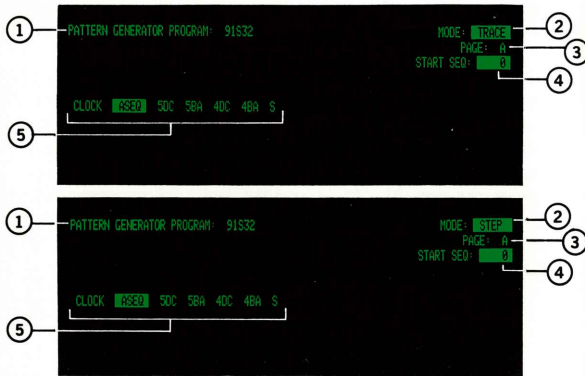 1 PATTERN GENERATOR PROGRAM: 91S32 MODE: TRACE 2
PAGE: A 3
START SEQ: 0 4
CLOCK ASEQ 5DC 5BA 4DC 4BA S
5
1 PATTERN GENERATOR PROGRAM: 91S32 MODE: STEP 2
PAGE: A 3
START SEQ: 0 4
CLOCK ASEQ 5DC 5BA 4DC 4BA S
5